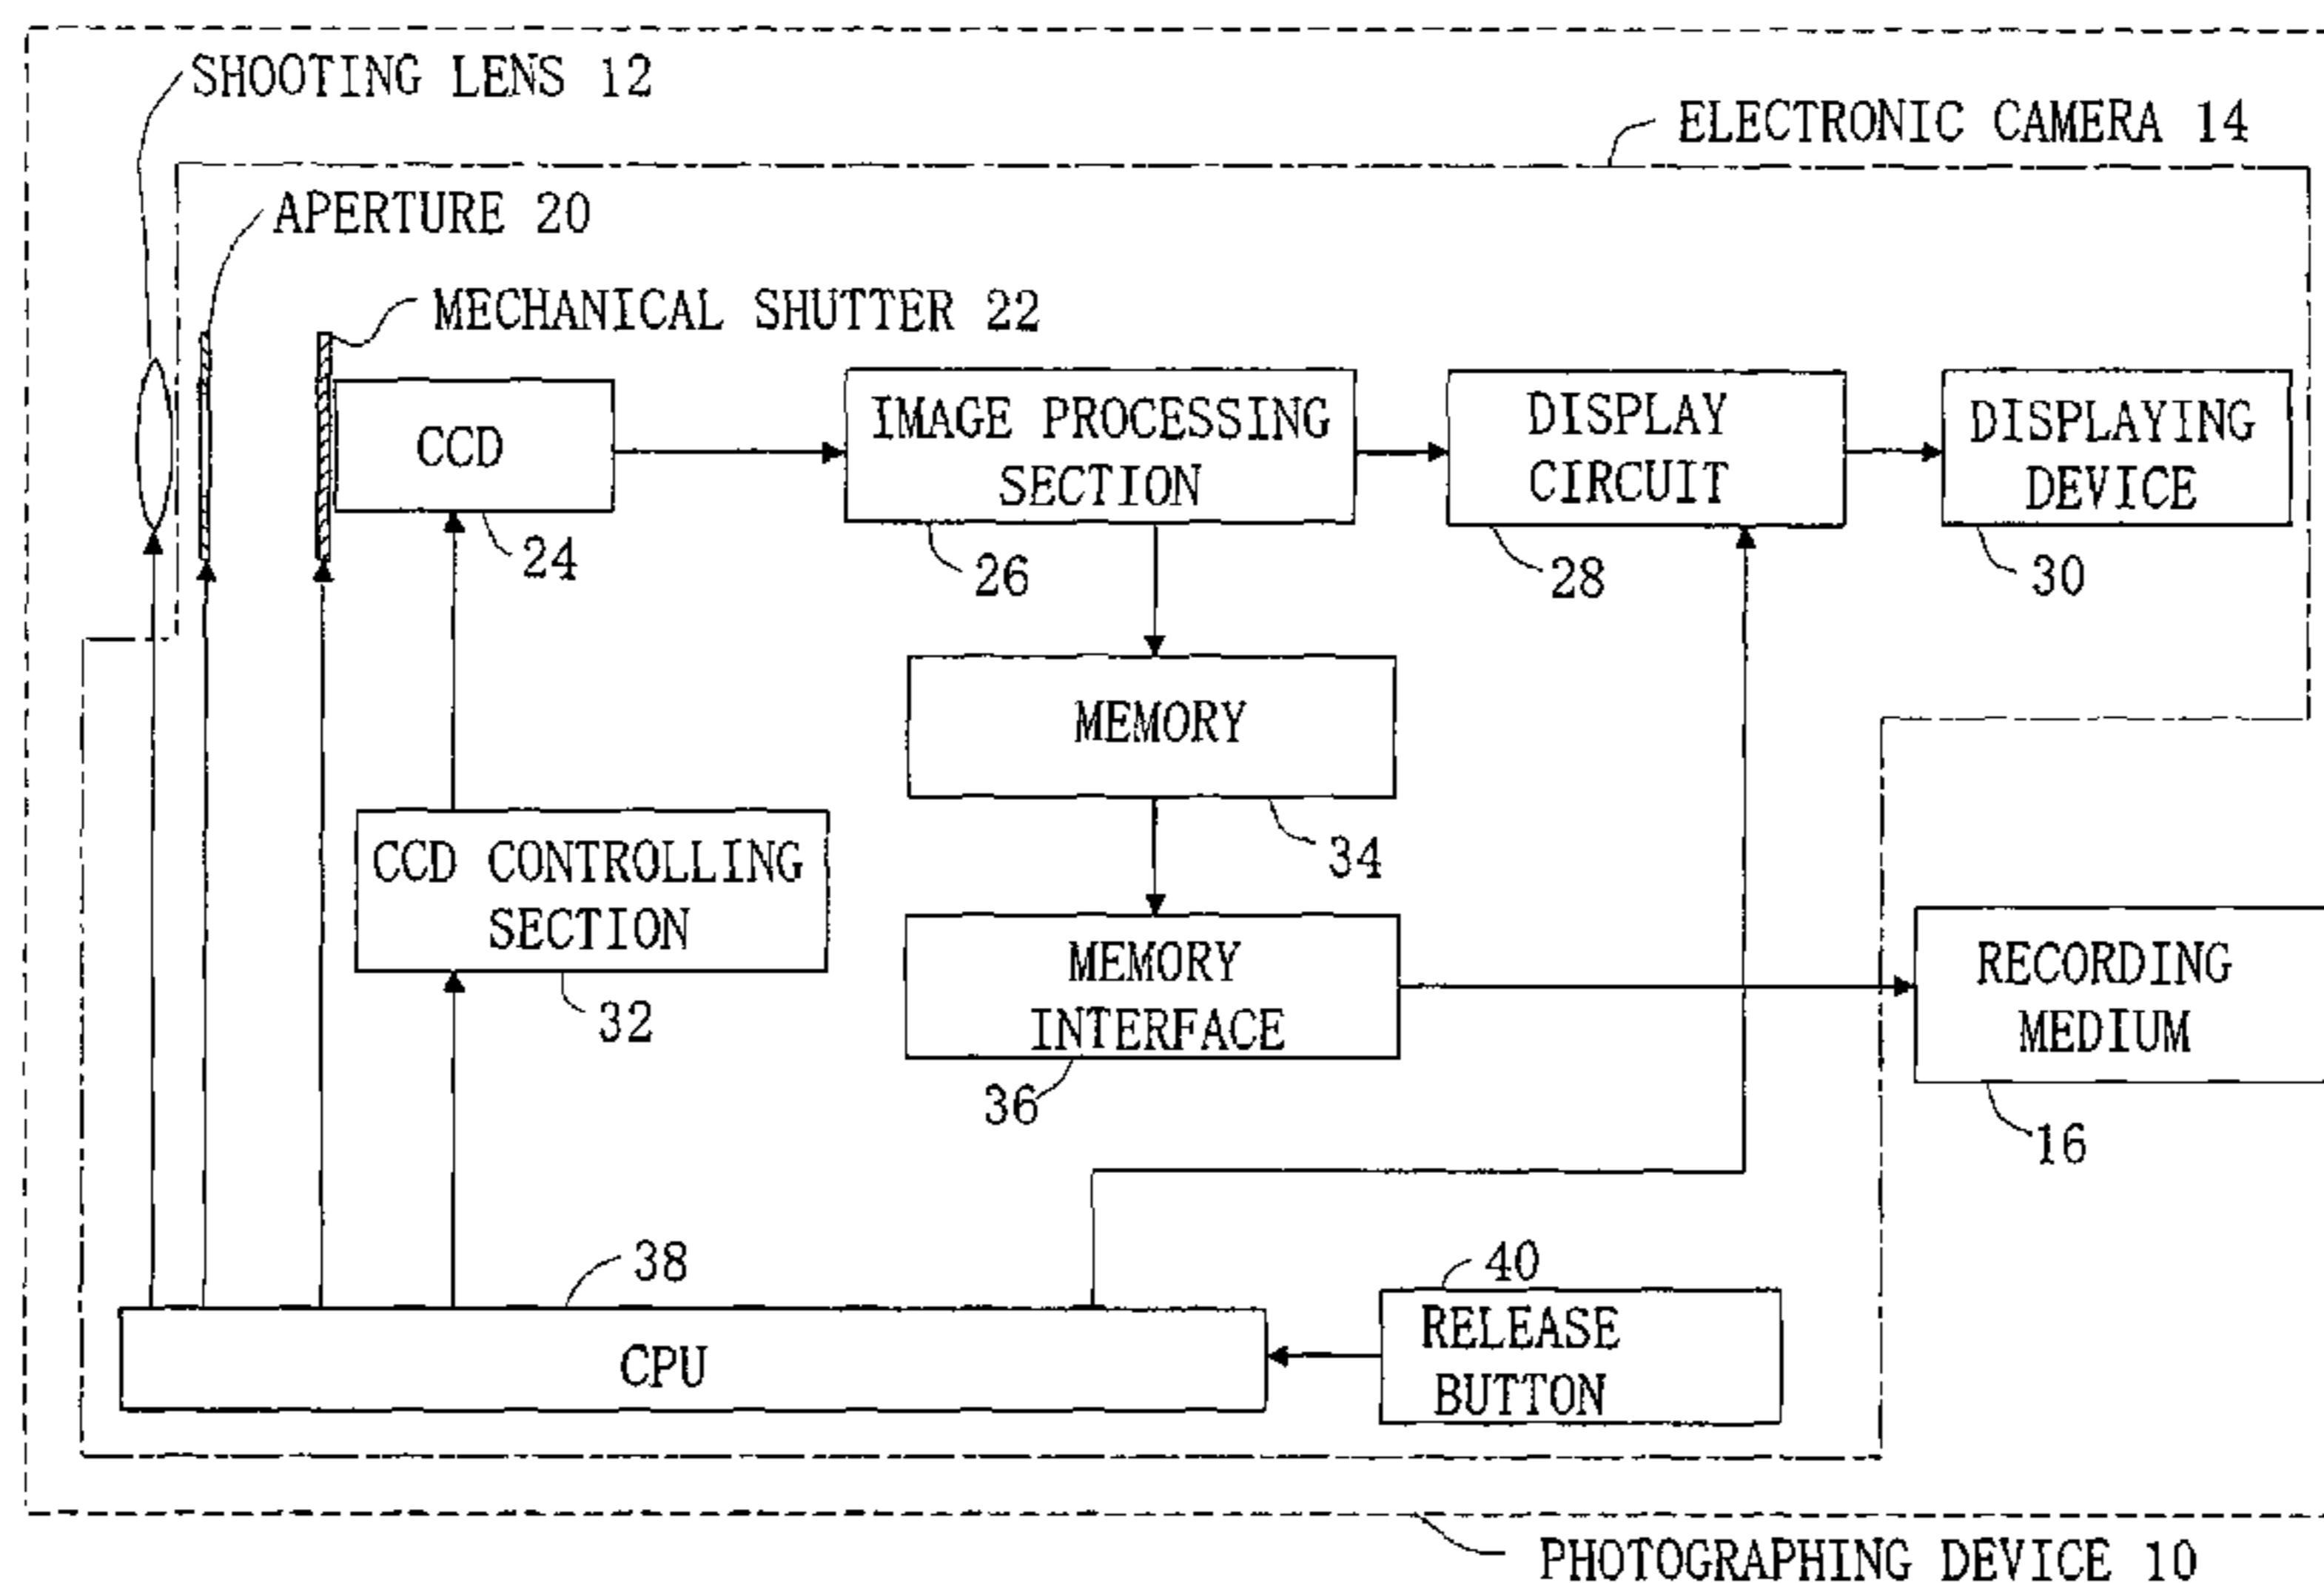 SHOOTING LENS 12
ELECTRONIC CAMERA 14
APERTURE 20
MECHANICAL SHUTTER 22
CCD
24
IMAGE PROCESSING
SECTION
26
DISPLAY
CIRCUIT
28
DISPLAYING
DEVICE
30
MEMORY
34
CCD CONTROLLING
SECTION
32
MEMORY
INTERFACE
36
RECORDING
MEDIUM
16
38
CPU
40
RELEASE
BUTTON
PHOTOGRAPHING DEVICE 10